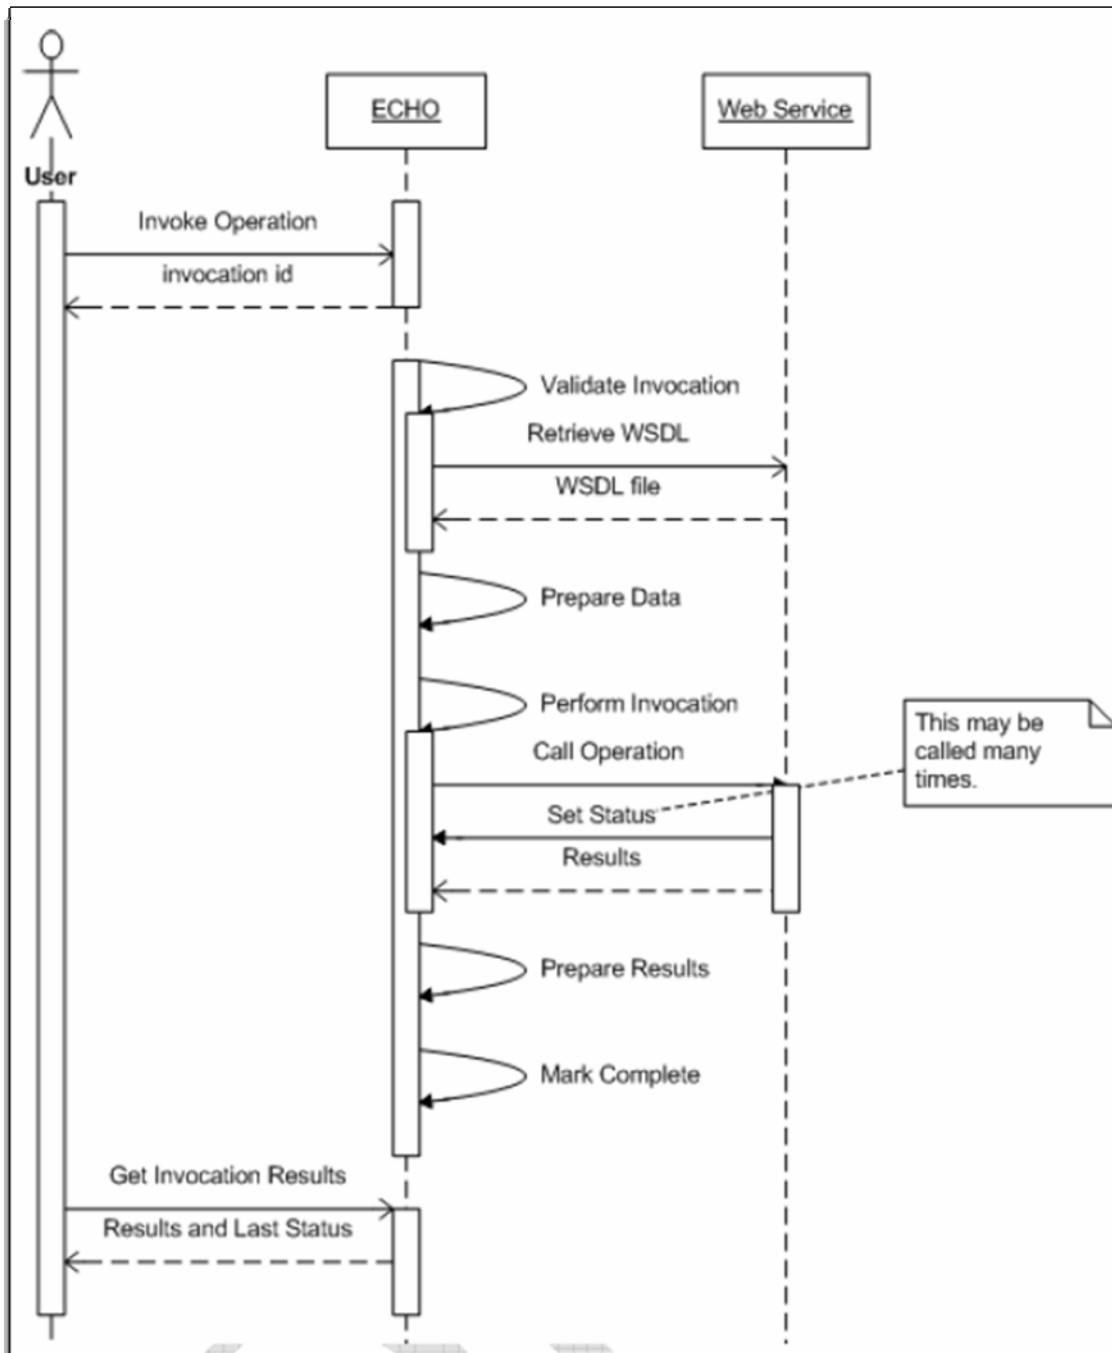 User
ECHO
Web Service
Invoke Operation
invocation id
Validate Invocation
Retrieve WSDL
WSDL file
Prepare Data
Perform Invocation
This may be
called many
times.
Call Operation
Set Status
Results
Prepare Results
Mark Complete
Get Invocation Results
Results and Last Status